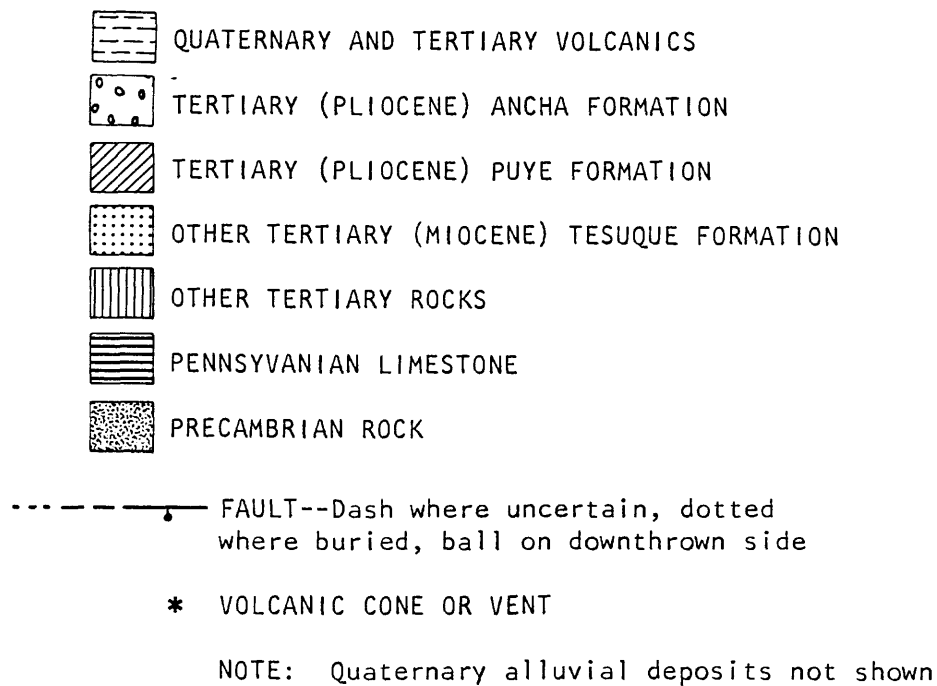 QUATERNARY AND TERTIARY VOLCANICS
TERTIARY (PLIOCENE) ANCHA FORMATION
TERTIARY (PLIOCENE) PUYE FORMATION
OTHER TERTIARY (MIOCENE) TESUQUE FORMATION
OTHER TERTIARY ROCKS
PENNSYVANIAN LIMESTONE
PRECAMBRIAN ROCK
FAULT--Dash where uncertain, dotted
where buried, ball on downthrown side
* VOLCANIC CONE OR VENT
NOTE: Quaternary alluvial deposits not shown